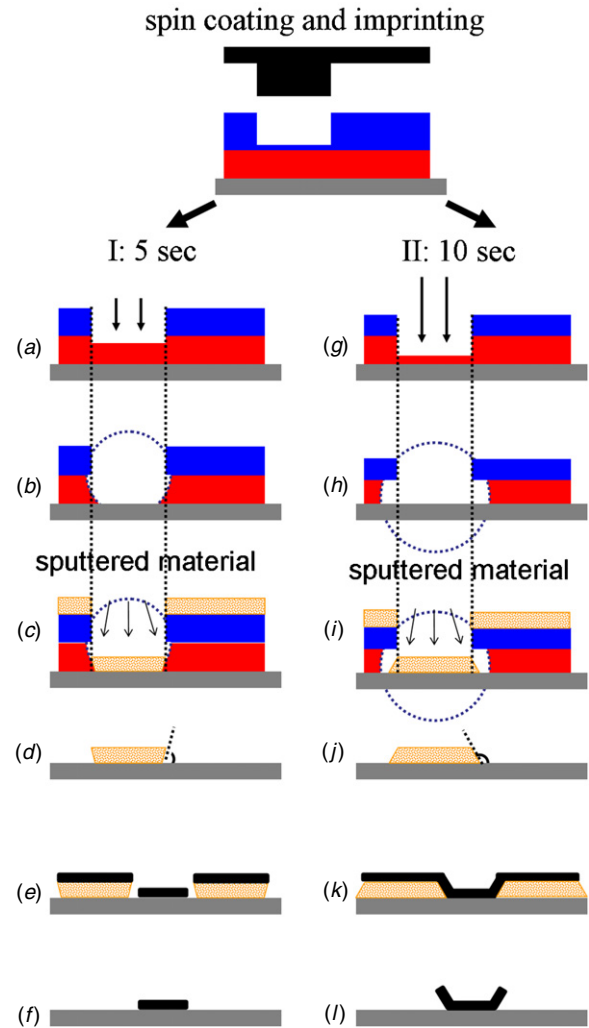 spin coating and imprinting
I: 5 sec
II: 10 sec
(a)
(g)
(b)
(h)
sputtered material
sputtered material
(c)
(i)
(d)
(j)
(e)
(k)
(f)
(l)